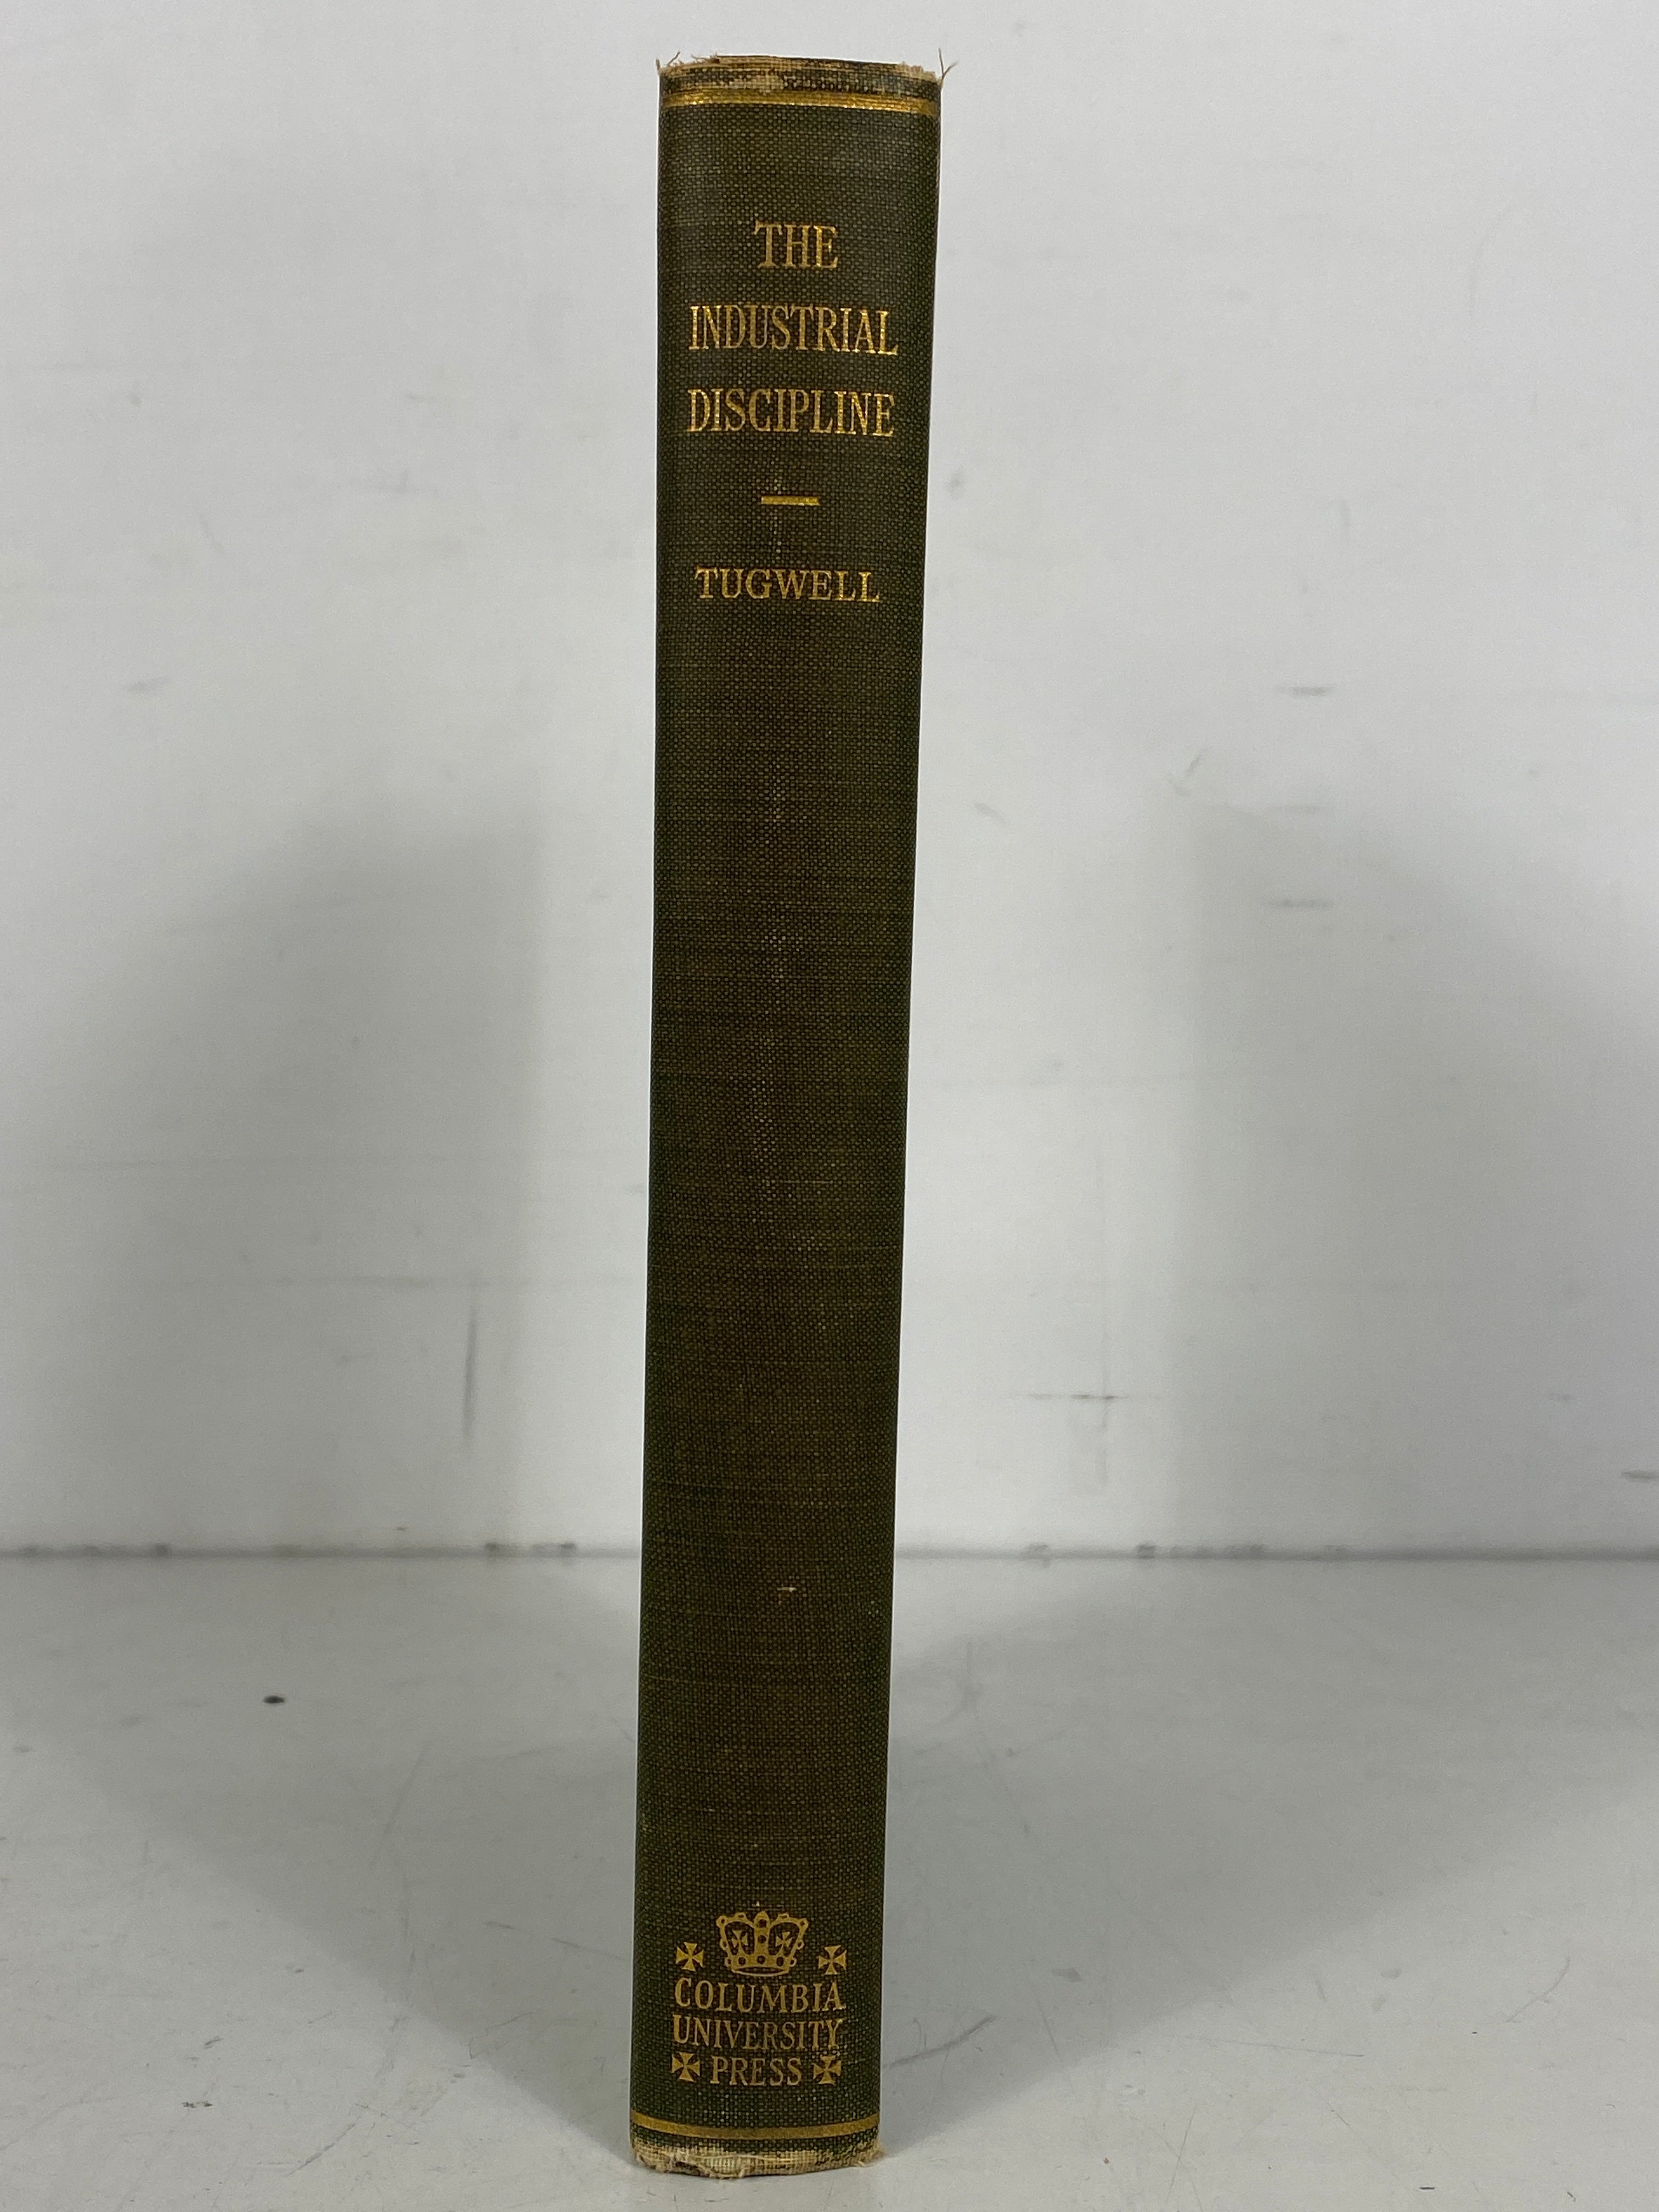 THE
INDUSTRIAL
DISCIPLINE
TUGWELL
COLUMBIA
UNIVERSITY
PRESS